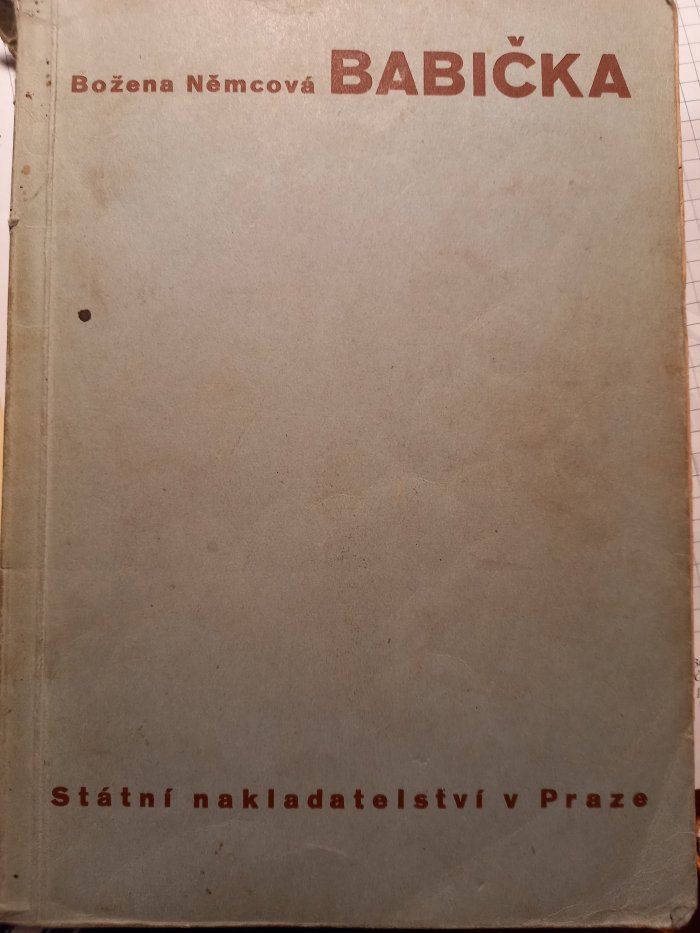 Božena Němcová BABIČKA
Státní nakladatelství v Praze